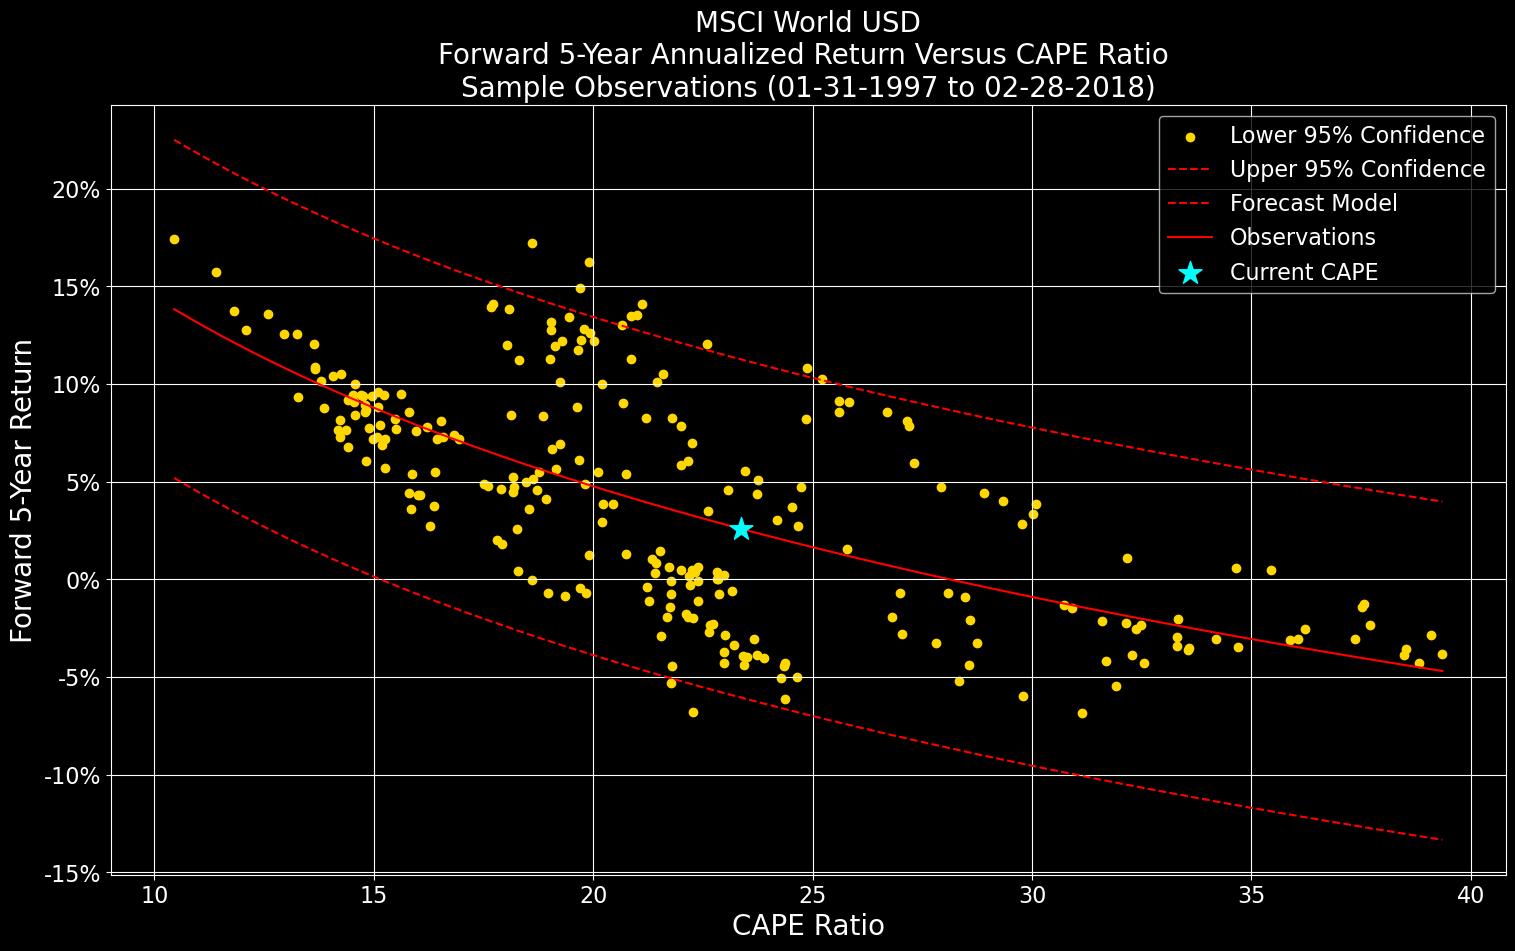 MSCI World USD
Forward 5-Year Annualized Return Versus CAPE Ratio
Sample Observations (01-31-1997 to 02-28-2018)
Lower 95% Confidence
Upper 95% Confidence
Forecast Model
Observations
Current CAPE
Forward 5-Year Return
20%
15%
10%
5%
0%
-5%
-10%
-15%
10 15 20 25 30 35 40
CAPE Ratio